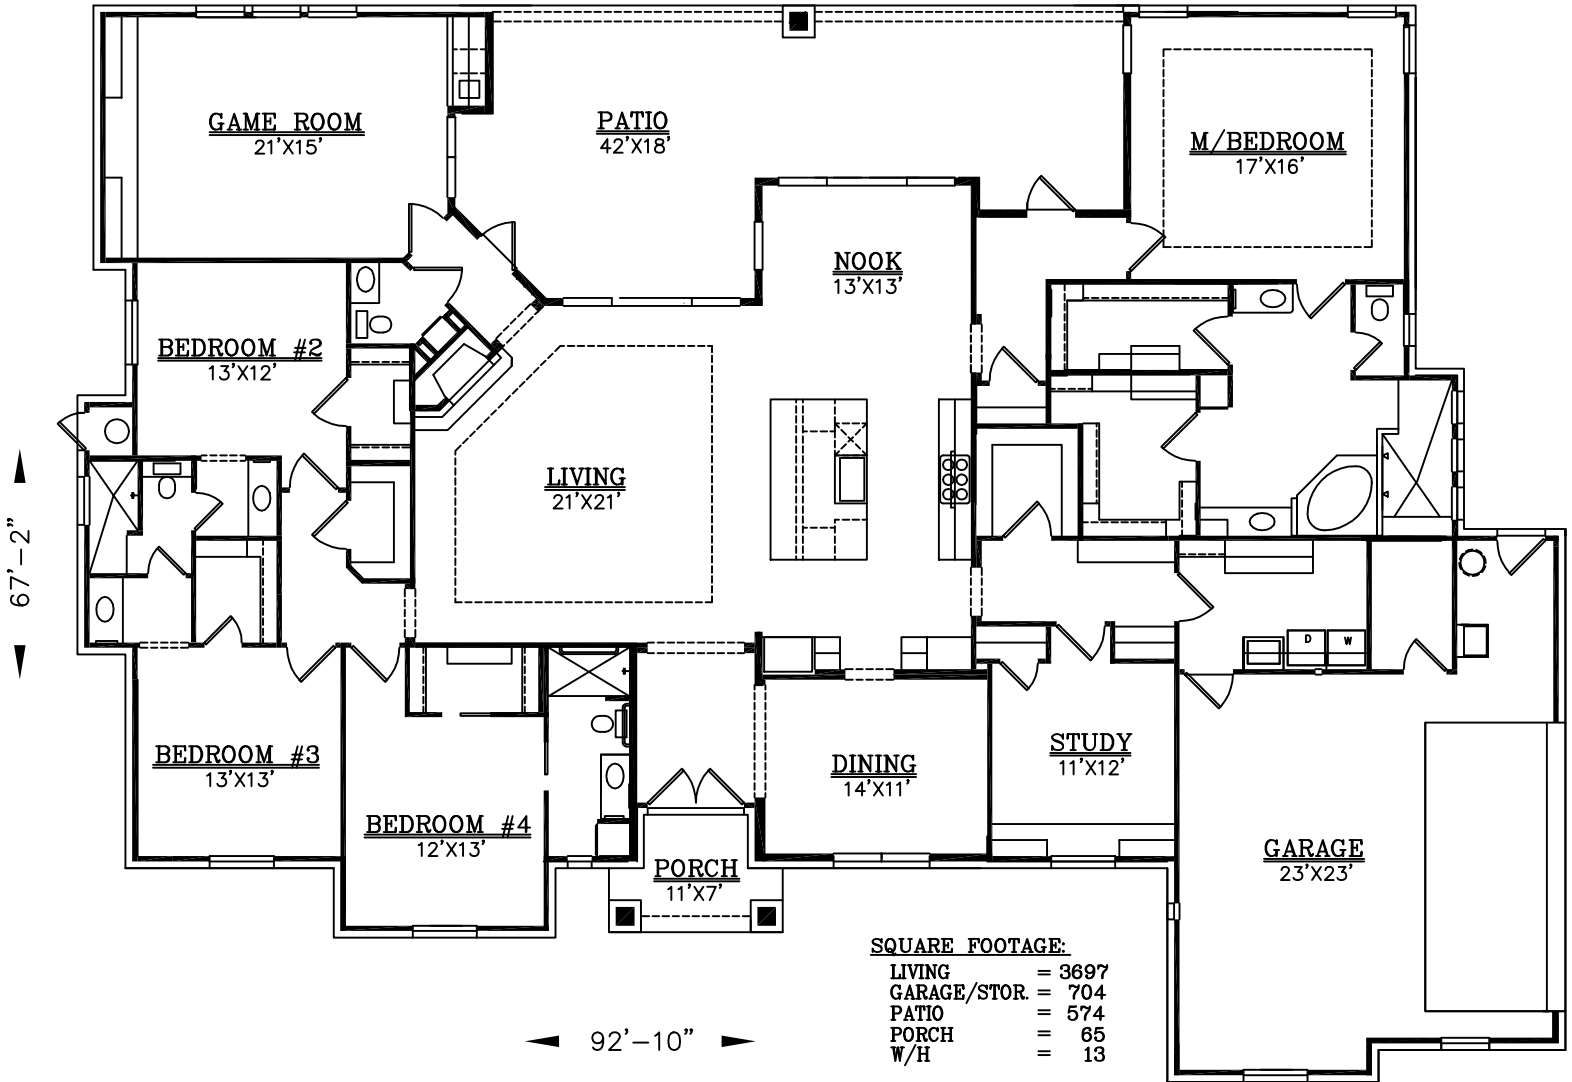 GAME ROOM
21'X15'
PATIO
42'X18'
M/BEDROOM
17'X16'
NOOK
13'X13'
BEDROOM #2
13'X12'
LIVING
21'X21'
67'-2"
D
W
BEDROOM #3
13'X13'
BEDROOM #4
12'X13'
DINING
14'X11'
STUDY
11'X12'
PORCH
11'X7'
GARAGE
23'X23'
SQUARE FOOTAGE:
LIVING = 3697
GARAGE/STOR. = 704
PATIO = 574
PORCH = 65
W/H = 13
92'-10"